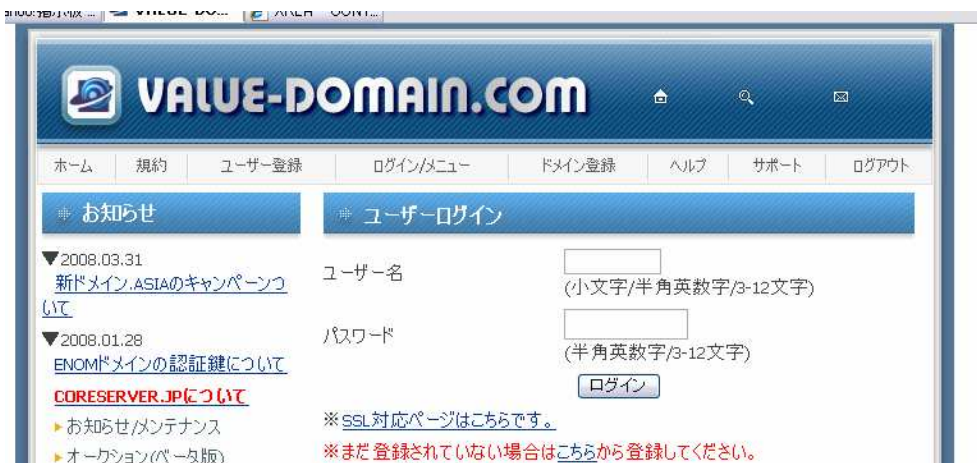 VALUE-DOMAIN.COM
ホーム 規約 ユーザー登録 ログイン/メニュー ドメイン登録 ヘルプ サポート ログアウト
お知らせ
▼2008.03.31
新ドメイン.ASIAのキャンペーンつ
いて
▼2008.01.28
ENOMドメインの認証鍵について
CORESERVER.JPについて
お知らせ/メンテナンス
オークション(ベータ版)
ユーザーログイン
ユーザー名
(小文字/半角英数字/3-12文字)
パスワード
(半角英数字/3-12文字)
ログイン
※SSL対応ページはこちらです。
※まだ登録されていない場合はこちらから登録してください。